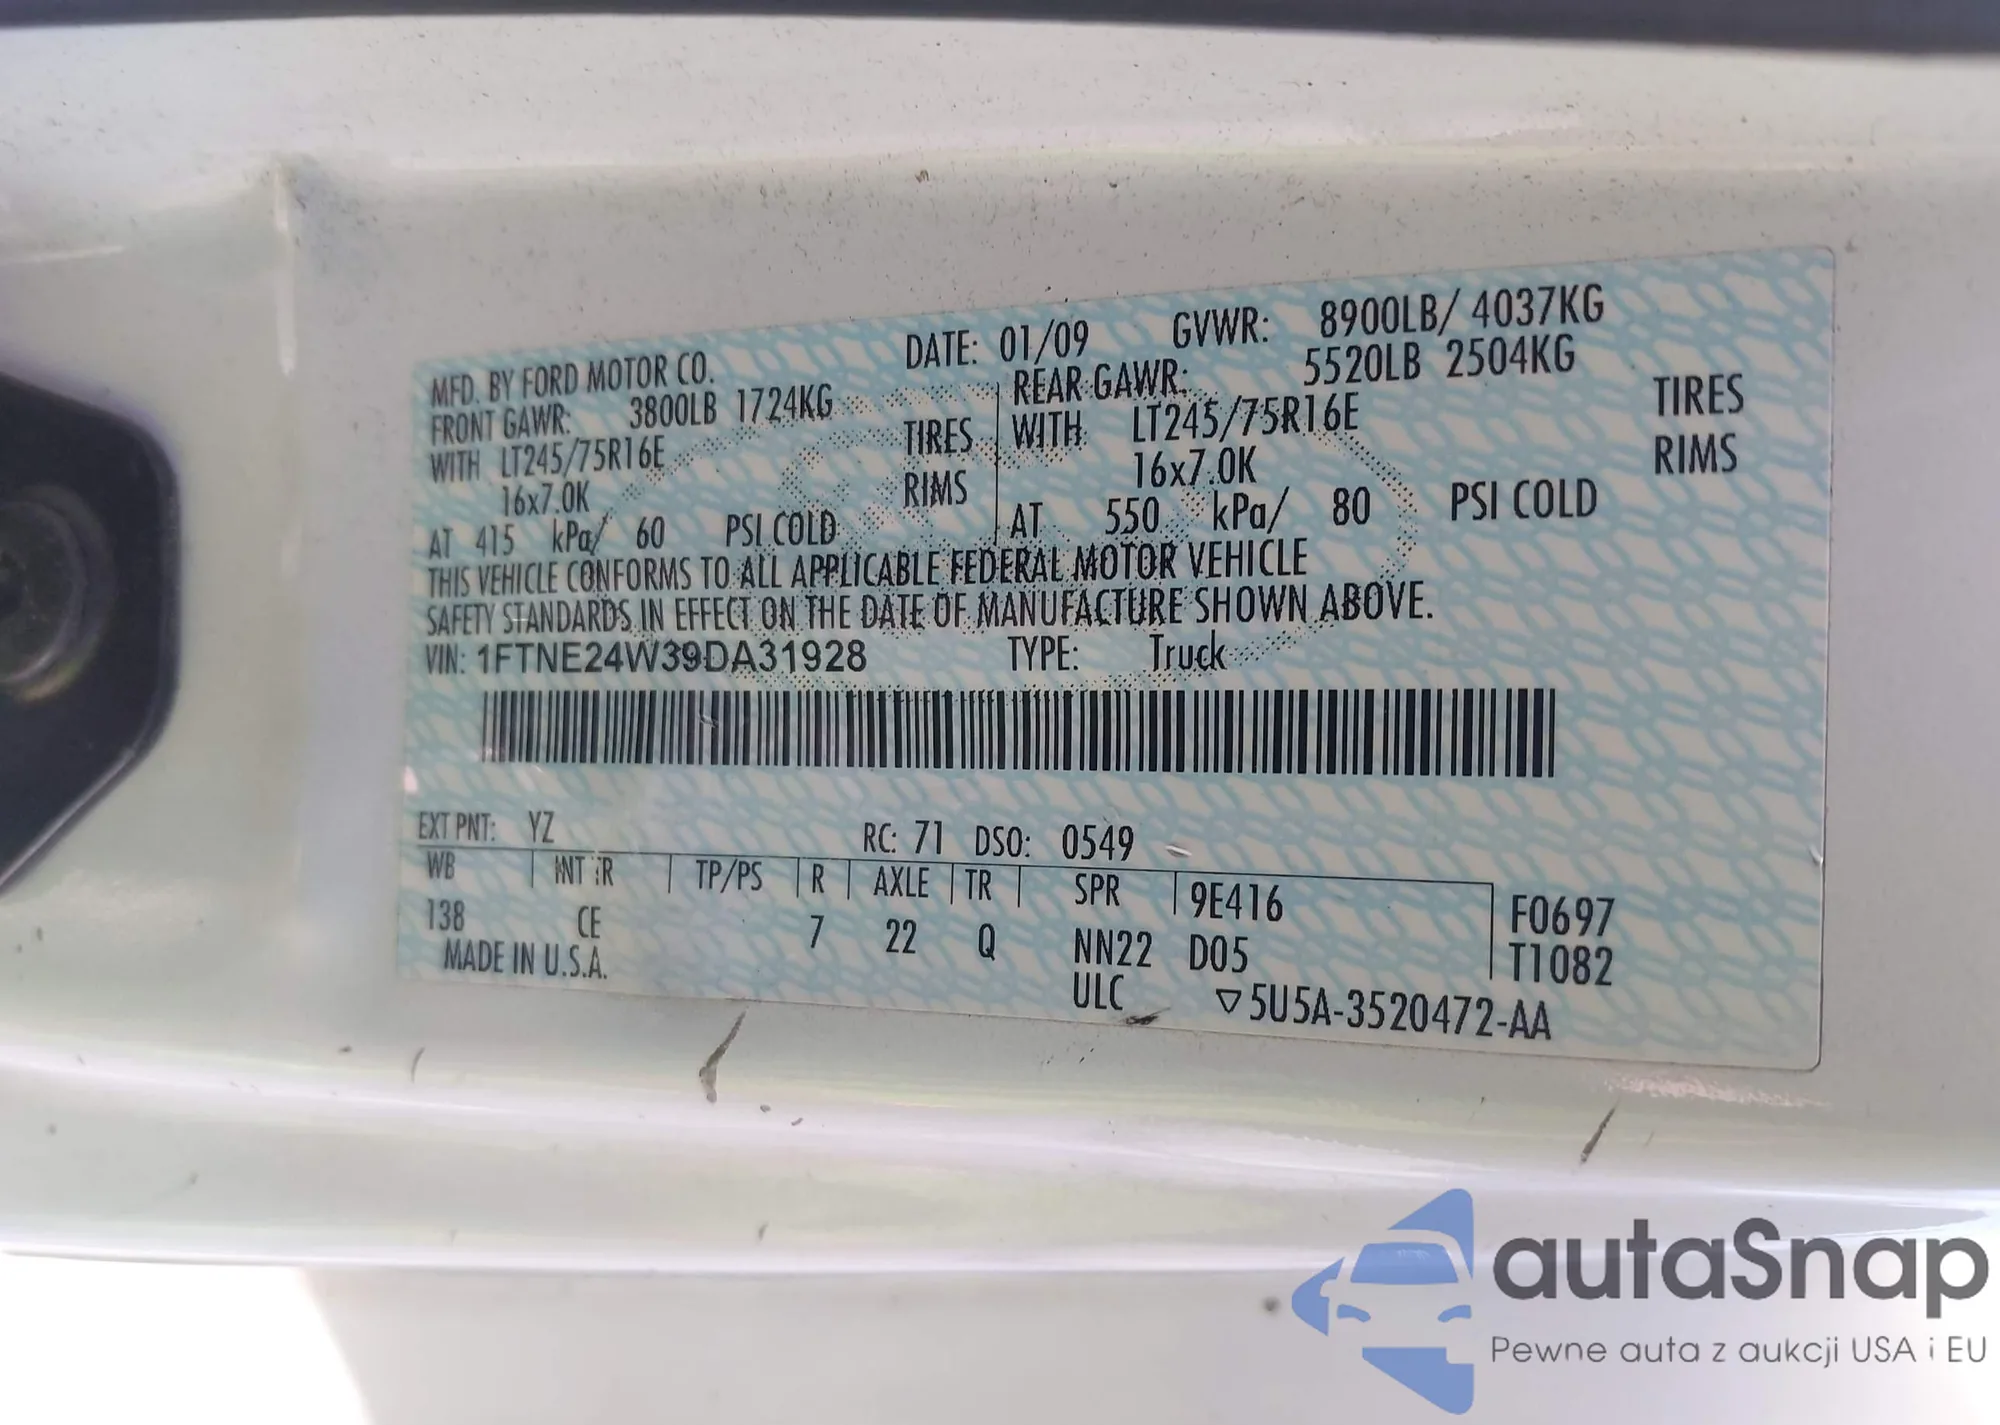 MFD. BY FORD MOTOR CO. DATE: 01/09 GVWR: 8900LB/ 4037KG
FRONT GAWR: 3800LB 1724KG REAR GAWR: 5520LB 2504KG
WITH LT245/75R16E TIRES WITH LT245/75R16E TIRES
16x7.0K RIMS 16x7.0K RIMS
AT 415 kPa/ 60 PSI COLD AT 550 kPa/ 80 PSI COLD
THIS VEHICLE CONFORMS TO ALL APPLICABLE FEDERAL MOTOR VEHICLE
SAFETY STANDARDS IN EFFECT ON THE DATE OF MANUFACTURE SHOWN ABOVE.
VIN: 1FTNE24W39DA31928 TYPE: Truck
EXT PNT: YZ RC: 71 DSO: 0549
WB INT TR TP/PS R AXLE TR SPR 9E416 F0697
138 CE 7 22 Q NN22 D05 T1082
MADE IN U.S.A. ULC ▽5U5A-3520472-AA
autaSnap
Pewne auta z aukcji USA i EU